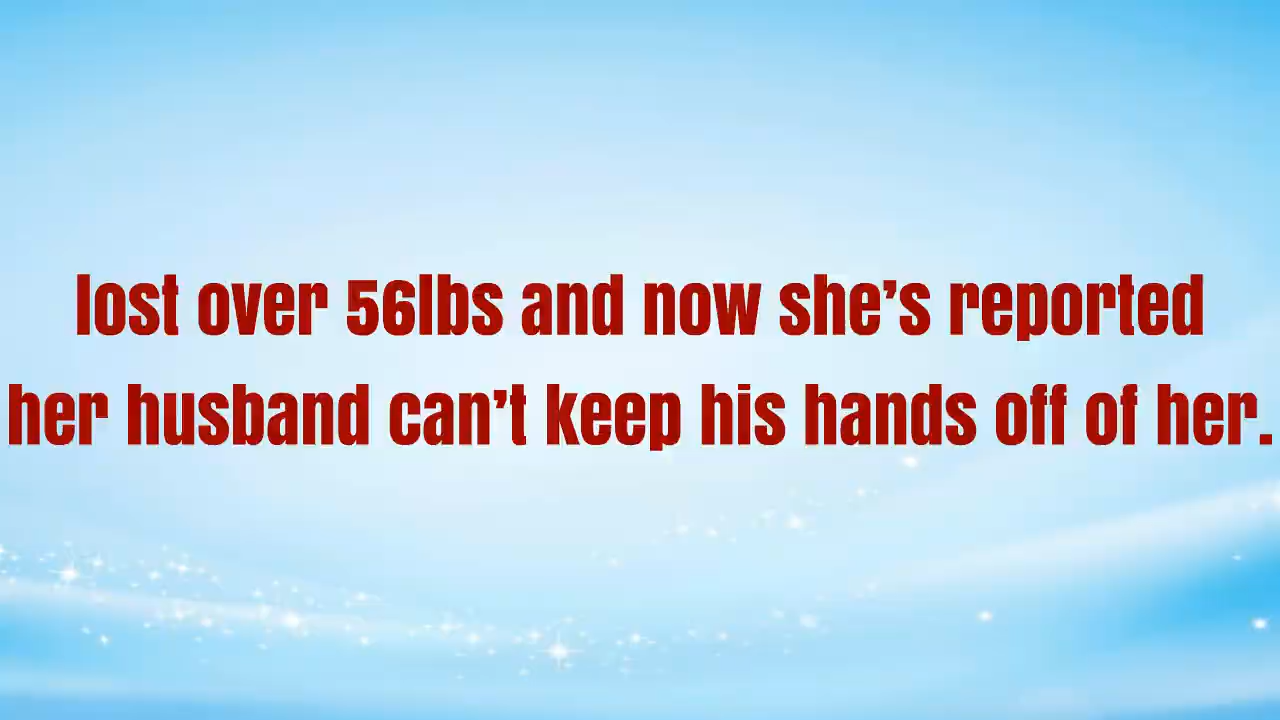 lost over 56lbs and now she's reported
her husband can't keep his hands off of her.